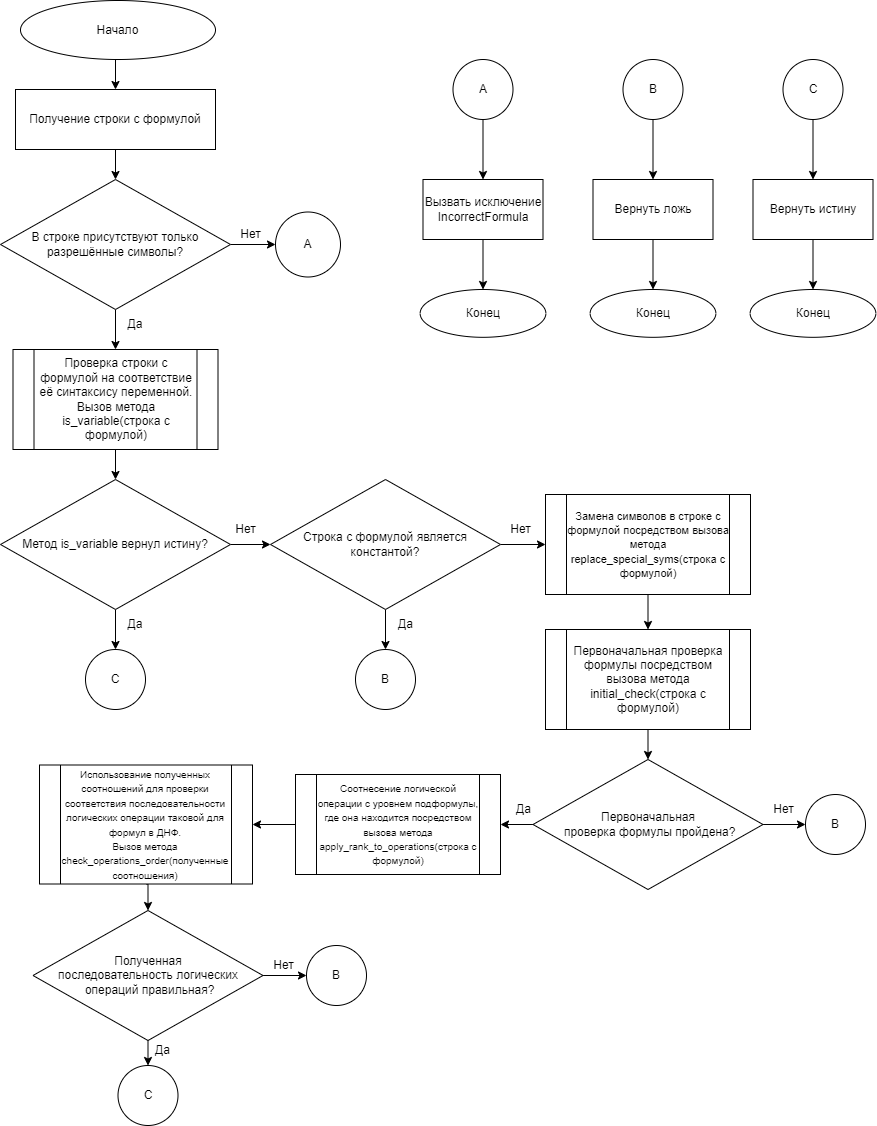 Начало
Получение строки с формулой
В строке присутствуют только
разрешённые символы?
Нет
A
Да
Проверка строки с
формулой на соответствие
её синтаксису переменной.
Вызов метода
is_variable(строка с
формулой)
Метод is_variable вернул истину?
Нет
Да
C
Строка с формулой является
константой?
Нет
Да
B
Замена символов в строке с
формулой посредством вызова
метода
replace_special_syms(строка с
формулой)
Первоначальная проверка
формулы посредством
вызова метода
initial_check(строка с
формулой)
Первоначальная
проверка формулы пройдена?
Нет
B
Да
Соотнесение логической
операции с уровнем подформулы,
где она находится посредством
вызова метода
apply_rank_to_operations(строка с
формулой)
Использование полученных
соотношений для проверки
соответствия последовательности
логических операции таковой для
формул в ДНФ.
Вызов метода
check_operations_order(полученные
соотношения)
Полученная
последовательность логических
операций правильная?
Нет
B
Да
C
A
Вызвать исключение
IncorrectFormula
Конец
B
Вернуть ложь
Конец
C
Вернуть истину
Конец